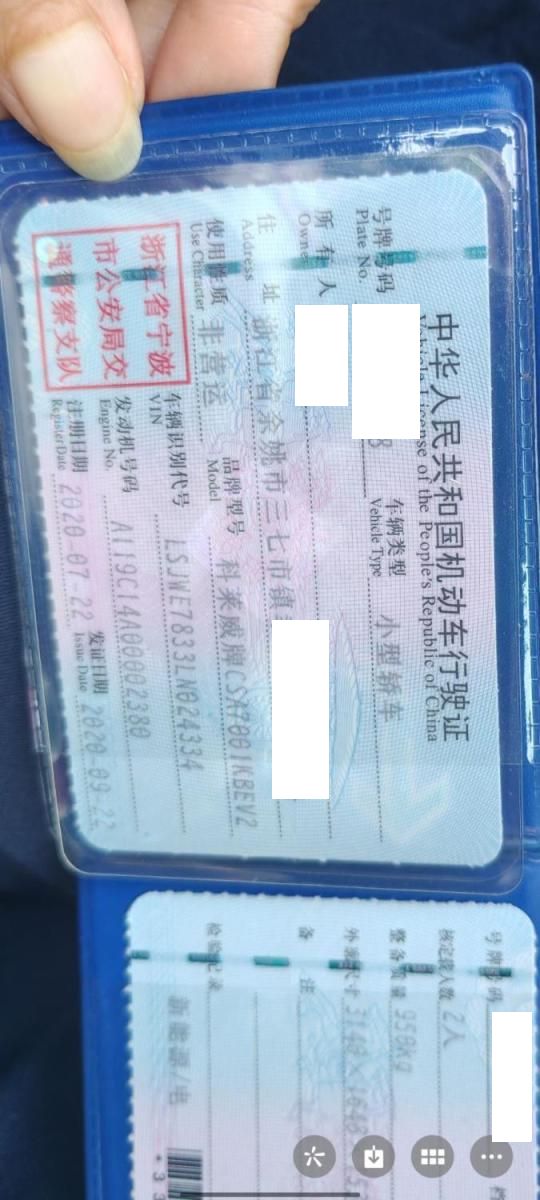 中华人民共和国机动车行驶证
Vehicle License of the People's Republic of China
号牌号码
Plate No.
车辆类型
Vehicle Type
小型轿车
所有人
Owner
住址
Address
浙江省余姚市三七市镇
使用性质
Use Character
非营运
品牌型号
Model
科莱威牌CSA7001KBEV2
浙江省宁波
市公安局交
通警察支队
车辆识别代号
VIN
LSJWE7833LN024334
发动机号码
Engine No.
A119C14A00002380
注册日期
Register Date
2020-07-22
发证日期
Issue Date
2020-09-22
号牌号码
核定载人数
2人
整备质量
950kg
外廓尺寸
备注
检验记录
新能源/电